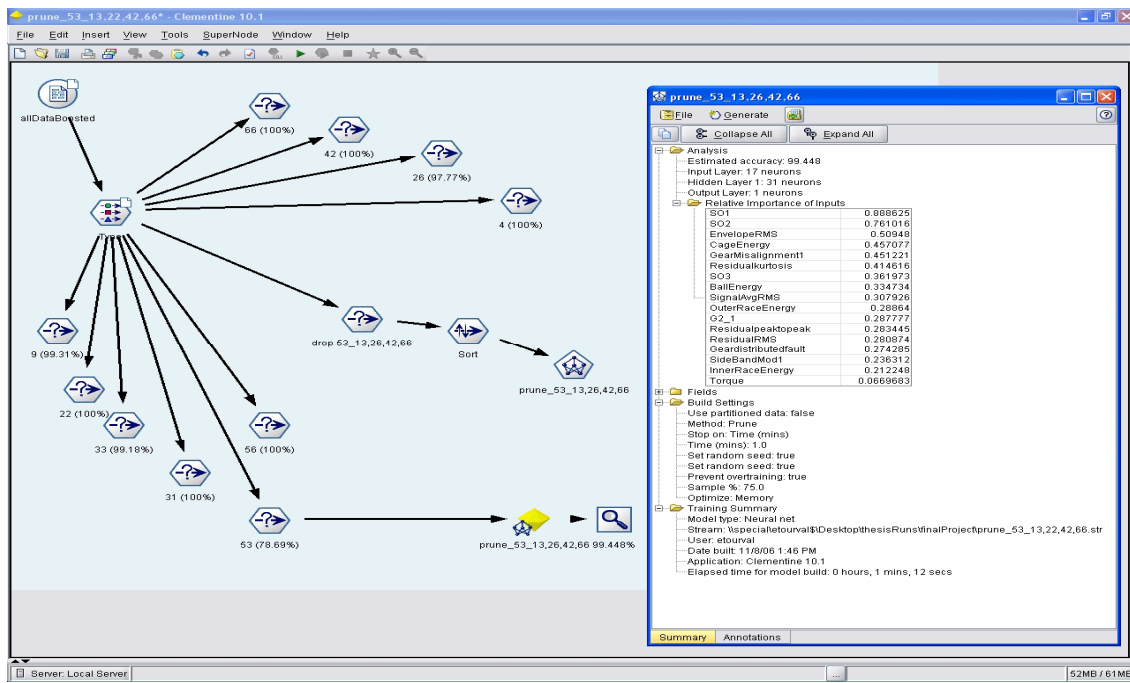 prune_53_13,22,42,66* - Clementine 10.1
File Edit Insert View Tools SuperNode Window Help
allDataBoosted
66 (100%)
42 (100%)
26 (97.77%)
4 (100%)
Type
9 (99.31%)
22 (100%)
33 (99.18%)
31 (100%)
56 (100%)
53 (78.69%)
drop 53_13,26,42,66
Sort
prune_53_13,26,42,66
prune_53_13,26,42,66 99.448%
prune_53_13,26,42,66
File Generate
Collapse All Expand All
Analysis
Estimated accuracy: 99.448
Input Layer: 17 neurons
Hidden Layer 1: 31 neurons
Output Layer: 1 neurons
Relative Importance of Inputs
SO1 0.888625
SO2 0.761016
EnvelopeRMS 0.50948
CageEnergy 0.457077
GearMisalignment1 0.451221
Residualkurtosis 0.414616
SO3 0.361973
BallEnergy 0.334734
SignalAvgRMS 0.307926
OuterRaceEnergy 0.28864
G2_1 0.287777
Residualpeaktopeak 0.283445
ResidualRMS 0.280874
Geardistributedfault 0.274285
SideBandMod1 0.236312
InnerRaceEnergy 0.212248
Torque 0.0669683
Fields
Build Settings
Use partitioned data: false
Method: Prune
Stop on: Time (mins)
Time (mins): 1.0
Set random seed: true
Set random seed: true
Prevent overtraining: true
Sample %: 75.0
Optimize: Memory
Training Summary
Model type: Neural net
Stream: \\special\etourval$\Desktop\thesisRuns\finalProject\prune_53_13,22,42,66.str
User: etourval
Date built: 11/8/06 1:46 PM
Application: Clementine 10.1
Elapsed time for model build: 0 hours, 1 mins, 12 secs
Summary Annotations
Server: Local Server
...
52MB / 61MB